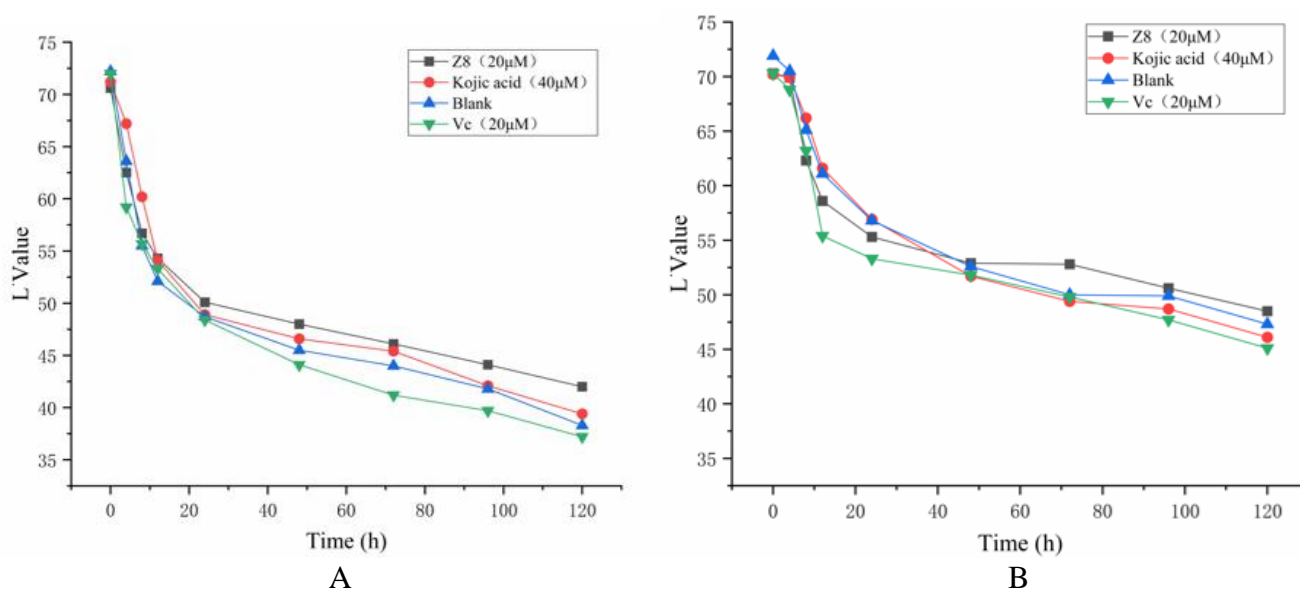 75
70
65
60
55
50
45
40
35
L*Value
0
20
40
60
80
100
120
Time (h)
Z8（20μM）
Kojic acid（40μM）
Blank
Vc（20μM）
A
75
70
65
60
55
50
45
40
35
L*Value
0
20
40
60
80
100
120
Time (h)
Z8（20μM）
Kojic acid（40μM）
Blank
Vc（20μM）
B